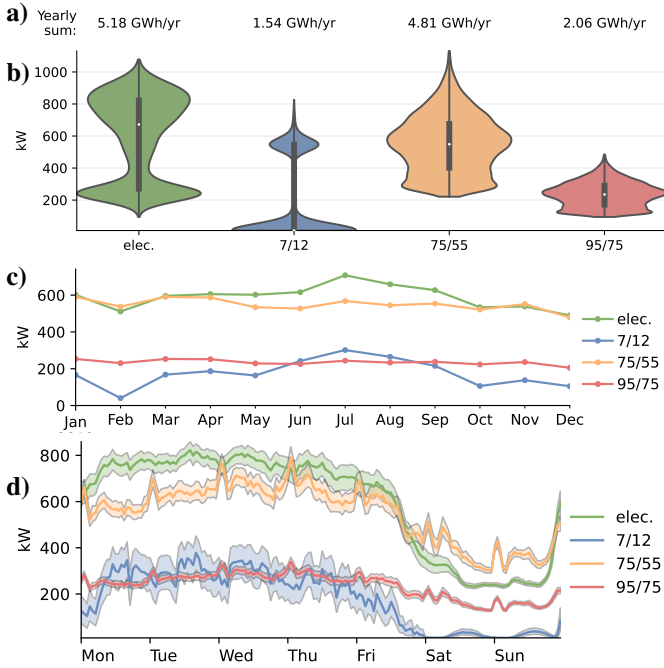 a) Yearly sum: 5.18 GWh/yr 1.54 GWh/yr 4.81 GWh/yr 2.06 GWh/yr
b)
kW
1000
800
600
400
200
elec. 7/12 75/55 95/75
c)
kW
600
400
200
0
Jan Feb Mar Apr May Jun Jul Aug Sep Oct Nov Dec
elec.
7/12
75/55
95/75
d)
kW
800
600
400
200
Mon Tue Wed Thu Fri Sat Sun
elec.
7/12
75/55
95/75